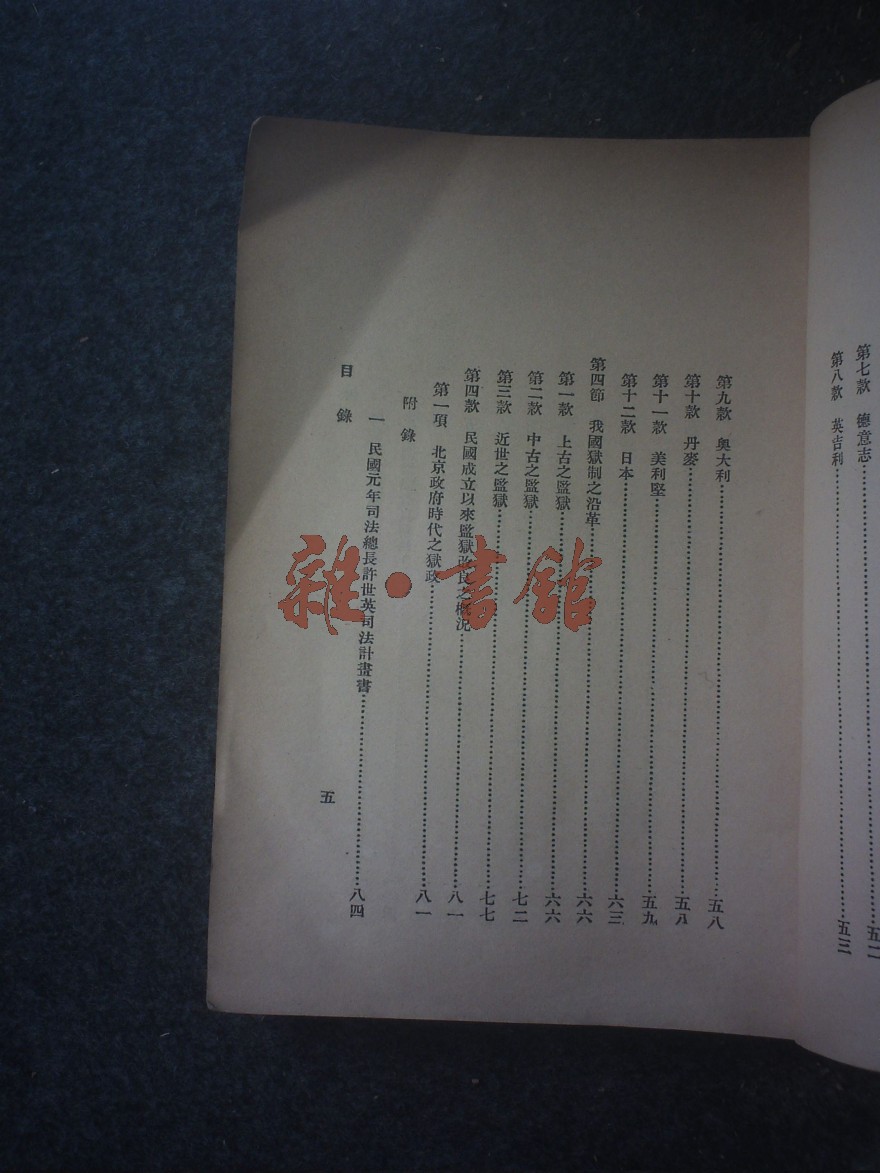 第七款　德意志………五二
第八款　英吉利………五三
第九款　奧大利………五八
第十款　丹麥………五八
第十一款　美利堅………五九
第十二款　日本………六三
第四節　我國獄制之沿革………六六
第一款　上古之監獄………六六
第二款　中古之監獄………七二
第三款　近世之監獄………七七
第四款　民國成立以來監獄改良之概況………八一
第一項　北京政府時代之獄政………八一
附錄
一　民國元年司法總長許世英司法計畫書………八四
目錄
五
雜·書館